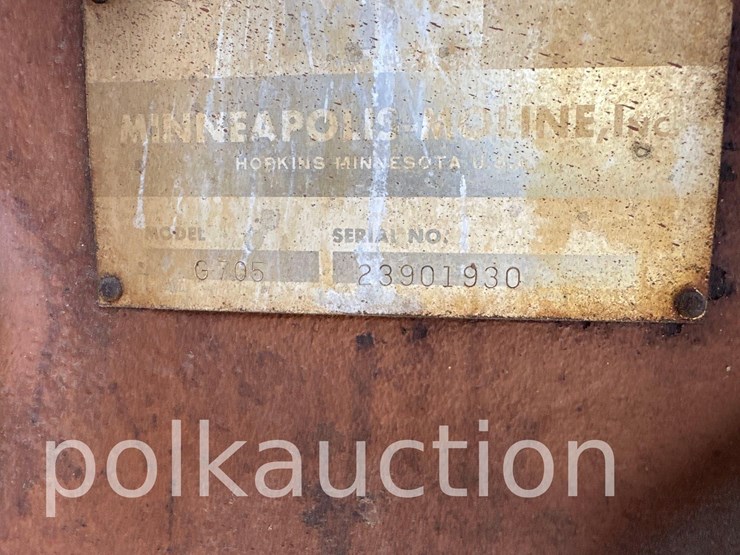 MINNEAPOLIS-MOLINE, Inc.
HOPKINS MINNESOTA U.S.A.
MODEL SERIAL NO.
G705 23901930
polkauction